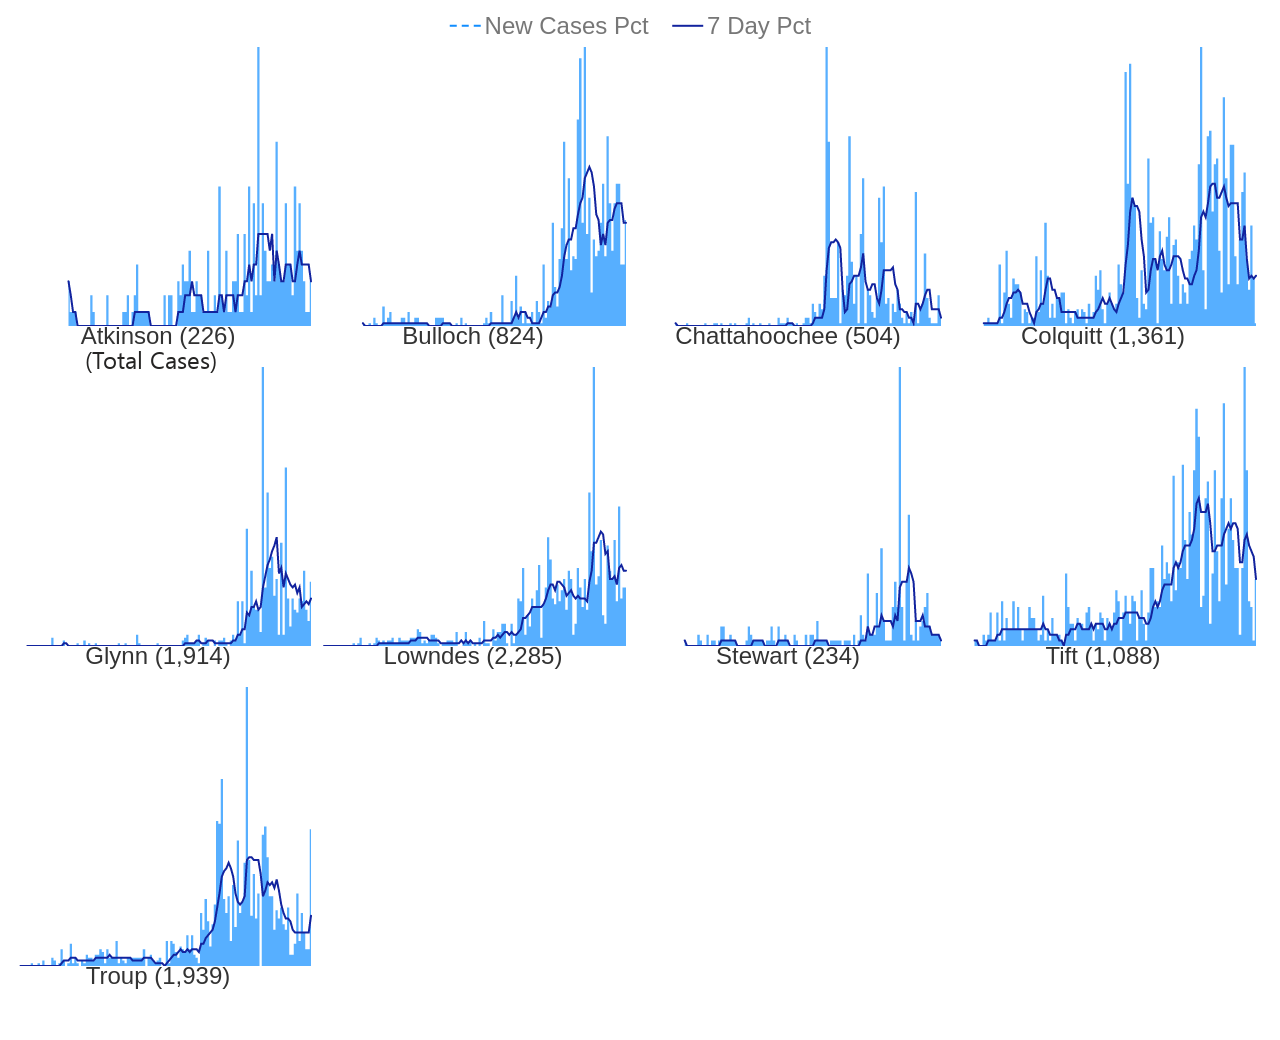 New Cases Pct 7 Day Pct
Atkinson (226) Bulloch (824) Chattahoochee (504) Colquitt (1,361)
(Total Cases)
Glynn (1,914) Lowndes (2,285) Stewart (234) Tift (1,088)
Troup (1,939)